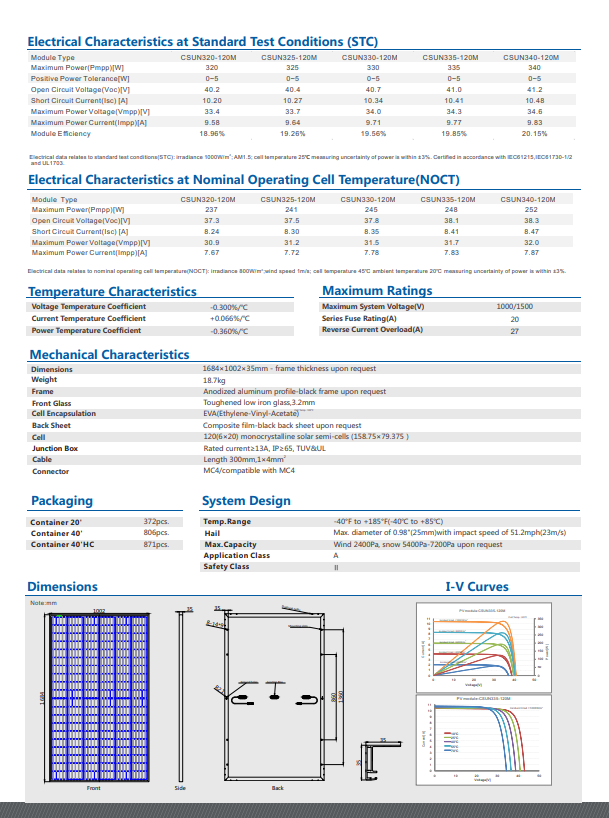 Electrical Characteristics at Standard Test Conditions (STC)
Module Type CSUN320-120M CSUN325-120M CSUN330-120M CSUN335-120M CSUN340-120M
Maximum Power(Pmpp)[W] 320 325 330 335 340
Positive Power Tolerance[W] 0~5 0~5 0~5 0~5 0~5
Open Circuit Voltage(Voc)[V] 40.2 40.4 40.7 41.0 41.2
Short Circuit Current(Isc) [A] 10.20 10.27 10.34 10.41 10.48
Maximum Power Voltage(Vmpp)[V] 33.4 33.7 34.0 34.3 34.6
Maximum Power Current(Impp)[A] 9.58 9.64 9.71 9.77 9.83
Module Efficiency 18.96% 19.26% 19.56% 19.85% 20.15%
Electrical data relates to standard test conditions(STC): irradiance 1000W/m²; AM1.5; cell temperature 25℃ measuring uncertainty of power is within ±3%. Certified in accordance with IEC61215,IEC61730-1/2
and UL1703.
Electrical Characteristics at Nominal Operating Cell Temperature(NOCT)
Module Type CSUN320-120M CSUN325-120M CSUN330-120M CSUN335-120M CSUN340-120M
Maximum Power(Pmpp)[W] 237 241 245 248 252
Open Circuit Voltage(Voc)[V] 37.3 37.5 37.8 38.1 38.3
Short Circuit Current(Isc) [A] 8.24 8.30 8.35 8.41 8.47
Maximum Power Voltage(Vmpp)[V] 30.9 31.2 31.5 31.7 32.0
Maximum Power Current(Impp)[A] 7.67 7.72 7.78 7.83 7.87
Electrical data relates to nominal operating cell temperature(NOCT): irradiance 800W/m²;wind speed 1m/s; cell temperature 45℃ ambient temperature 20℃ measuring uncertainty of power is within ±3%.
Temperature Characteristics
Voltage Temperature Coefficient -0.300%/℃
Current Temperature Coefficient +0.066%/℃
Power Temperature Coefficient -0.360%/℃
Maximum Ratings
Maximum System Voltage(V) 1000/1500
Series Fuse Rating(A) 20
Reverse Current Overload(A) 27
Mechanical Characteristics
Dimensions 1684×1002×35mm - frame thickness upon request
Weight 18.7kg
Frame Anodized aluminum profile-black frame upon request
Front Glass Toughened low iron glass,3.2mm
Cell Encapsulation EVA(Ethylene-Vinyl-Acetate)
Back Sheet Composite film-black back sheet upon request
Cell 120(6×20) monocrystalline solar semi-cells (158.75×79.375 )
Junction Box Rated current≥13A, IP≥65, TUV&UL
Cable Length 300mm,1×4mm²
Connector MC4/compatible with MC4
Packaging
Container 20' 372pcs.
Container 40' 806pcs.
Container 40'HC 871pcs.
System Design
Temp.Range -40°F to +185°F(-40℃ to +85℃)
Hail Max. diameter of 0.98"(25mm)with impact speed of 51.2mph(23m/s)
Max.Capacity Wind 2400Pa, snow 5400Pa-7200Pa upon request
Application Class A
Safety Class II
Dimensions
Note:mm
1002
1684
Front
35
Side
35
860
1360
Back
35
35
I-V Curves
Voltage[V]
Voltage[V]